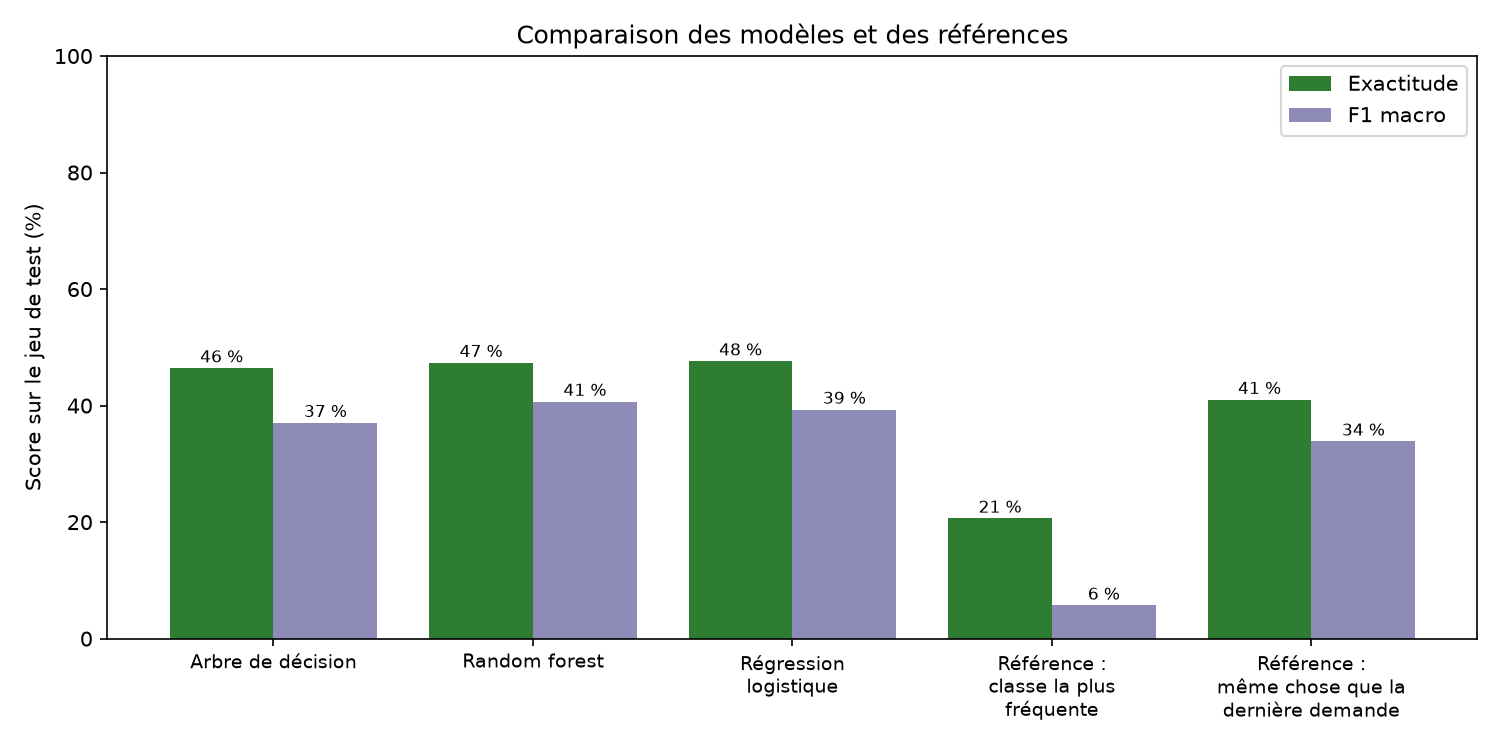 Comparaison des modèles et des références
100
80
60
40
20
0
Score sur le jeu de test (%)
Exactitude
F1 macro
46 %
37 %
47 %
41 %
48 %
39 %
21 %
6 %
41 %
34 %
Arbre de décision
Random forest
Régression
logistique
Référence :
classe la plus
fréquente
Référence :
même chose que la
dernière demande